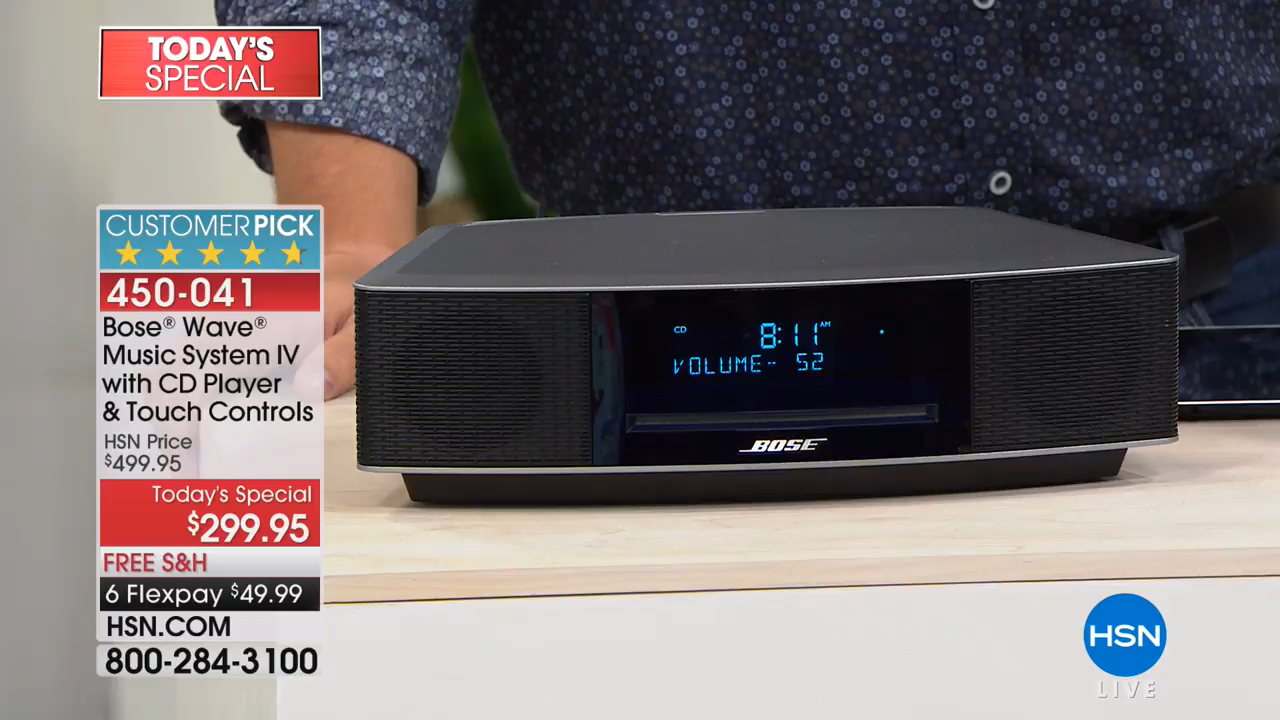 TODAY'S
SPECIAL
CUSTOMER PICK
450-041
Bose® Wave®
Music System IV
with CD Player
& Touch Controls
HSN Price
$499.95
Today's Special
$299.95
FREE S&H
6 Flexpay $49.99
HSN.COM
800-284-3100
CD 8:11 AM
VOLUME- 52
BOSE
HSN
LIVE